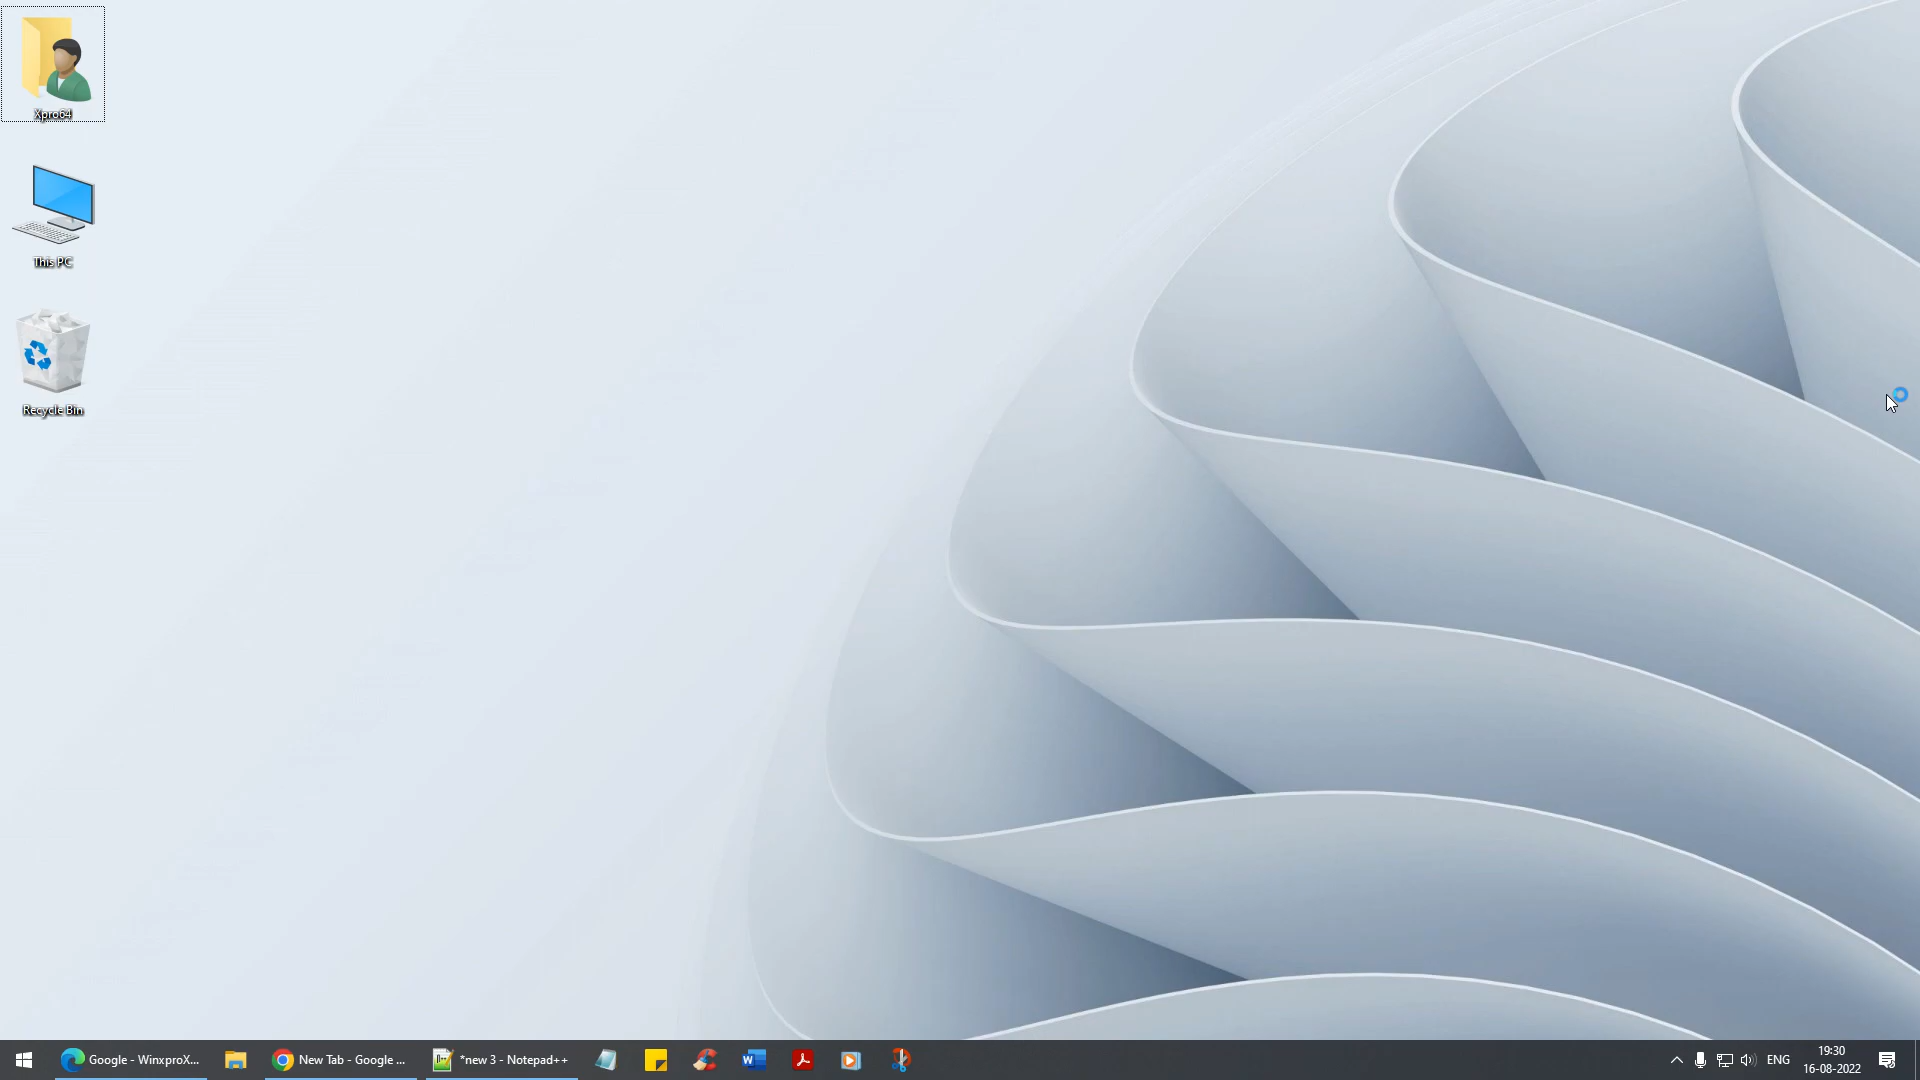 Xpro64
This PC
Recycle Bin
Google - WinxproX...
New Tab - Google ...
*new 3 - Notepad++
ENG
19:30
16-08-2022